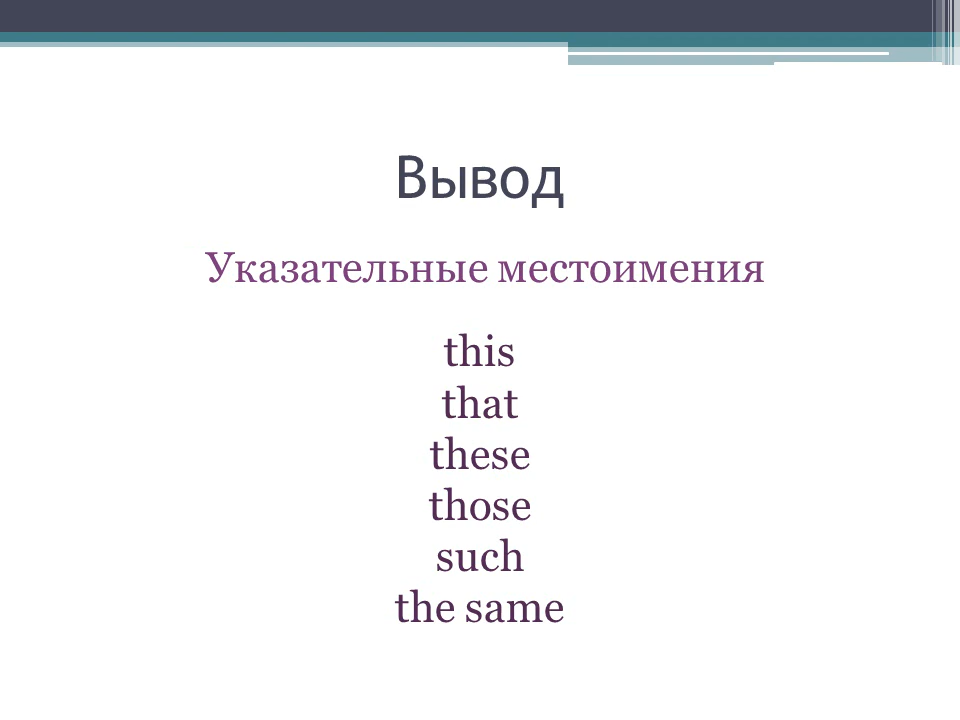 Вывод
Указательные местоимения
this
that
these
those
such
the same